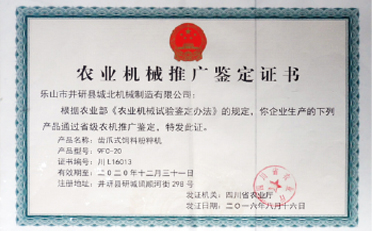 农业机械推广鉴定证书
乐山市井研县城北机械制造有限公司：
根据农业部《农业机械试验鉴定办法》的规定，你企业生产的下列
产品通过省级农机推广鉴定，特发此证。
产品名称：齿爪式饲料粉碎机
产品型号：9FC-20
证书编号：川L16013
有效期至：二0二0年十二月三十一日
注册地址：井研县研城镇顺河街298号
发证机关：四川省农业厅
发证日期：二0一六年八月十六日